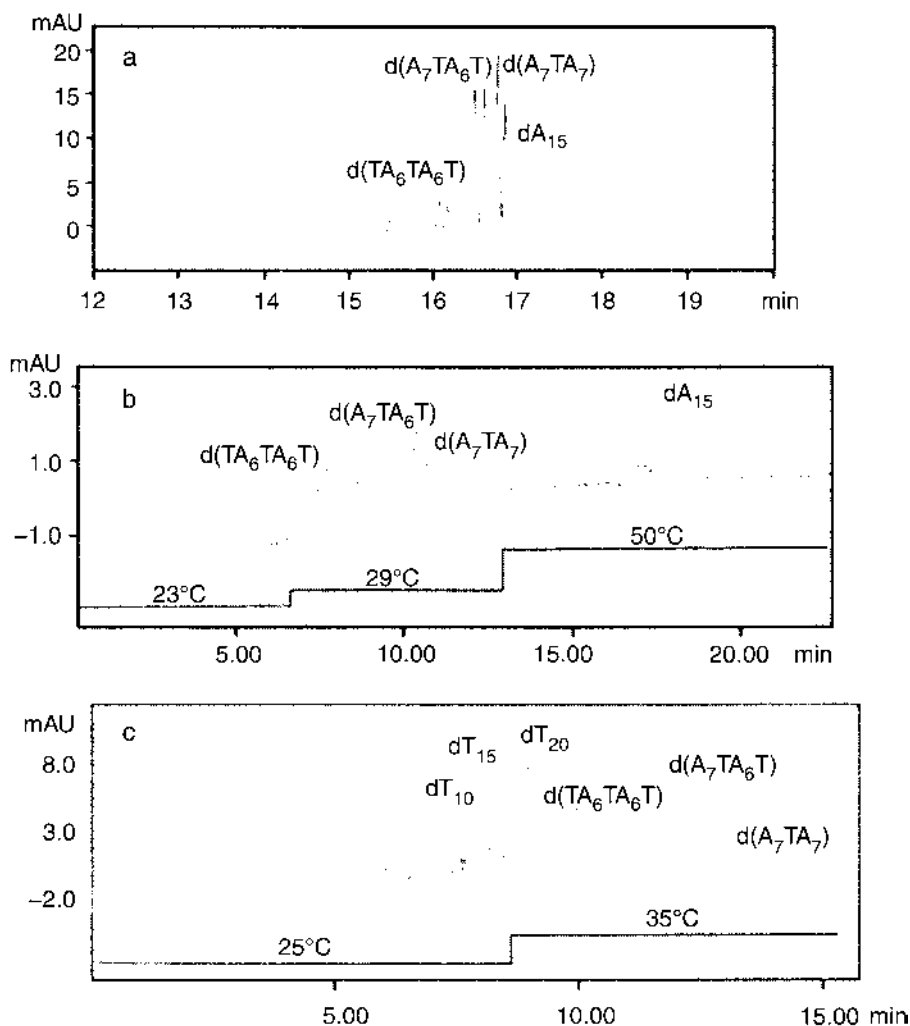 mAU
a
20
15
10
5
0
d(A₇TA₆T)
d(A₇TA₇)
dA₁₅
d(TA₆TA₆T)
12 13 14 15 16 17 18 19 min
mAU
b
3.0
1.0
−1.0
d(TA₆TA₆T)
d(A₇TA₆T)
d(A₇TA₇)
dA₁₅
23°C
29°C
50°C
5.00 10.00 15.00 20.00 min
mAU
c
8.0
3.0
−2.0
dT₁₀
dT₁₅
dT₂₀
d(TA₆TA₆T)
d(A₇TA₆T)
d(A₇TA₇)
25°C
35°C
5.00 10.00 15.00 min